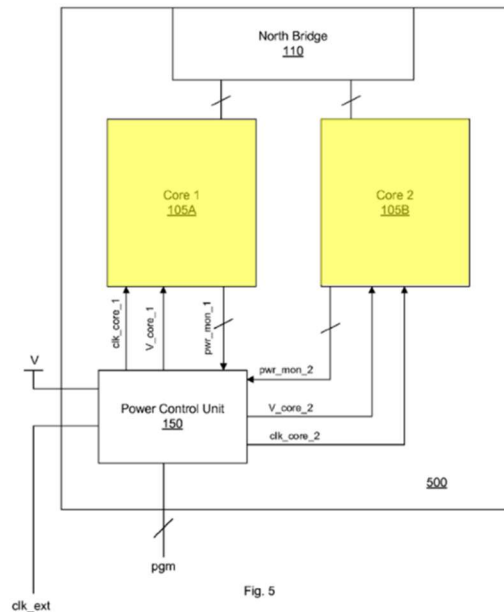 North Bridge
110
Core 1
105A
Core 2
105B
clk_core_1
V_core_1
pwr_mon_1
pwr_mon_2
V
Power Control Unit
150
V_core_2
clk_core_2
500
pgm
Fig. 5
clk_ext